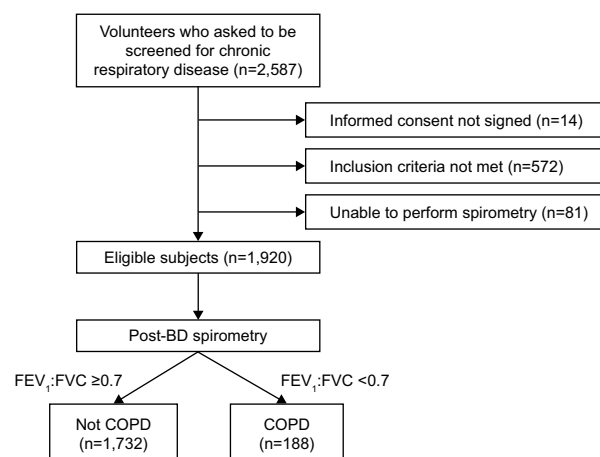 Volunteers who asked to be
screened for chronic
respiratory disease (n=2,587)
Informed consent not signed (n=14)
Inclusion criteria not met (n=572)
Unable to perform spirometry (n=81)
Eligible subjects (n=1,920)
Post-BD spirometry
FEV₁:FVC ≥0.7
FEV₁:FVC <0.7
Not COPD
(n=1,732)
COPD
(n=188)